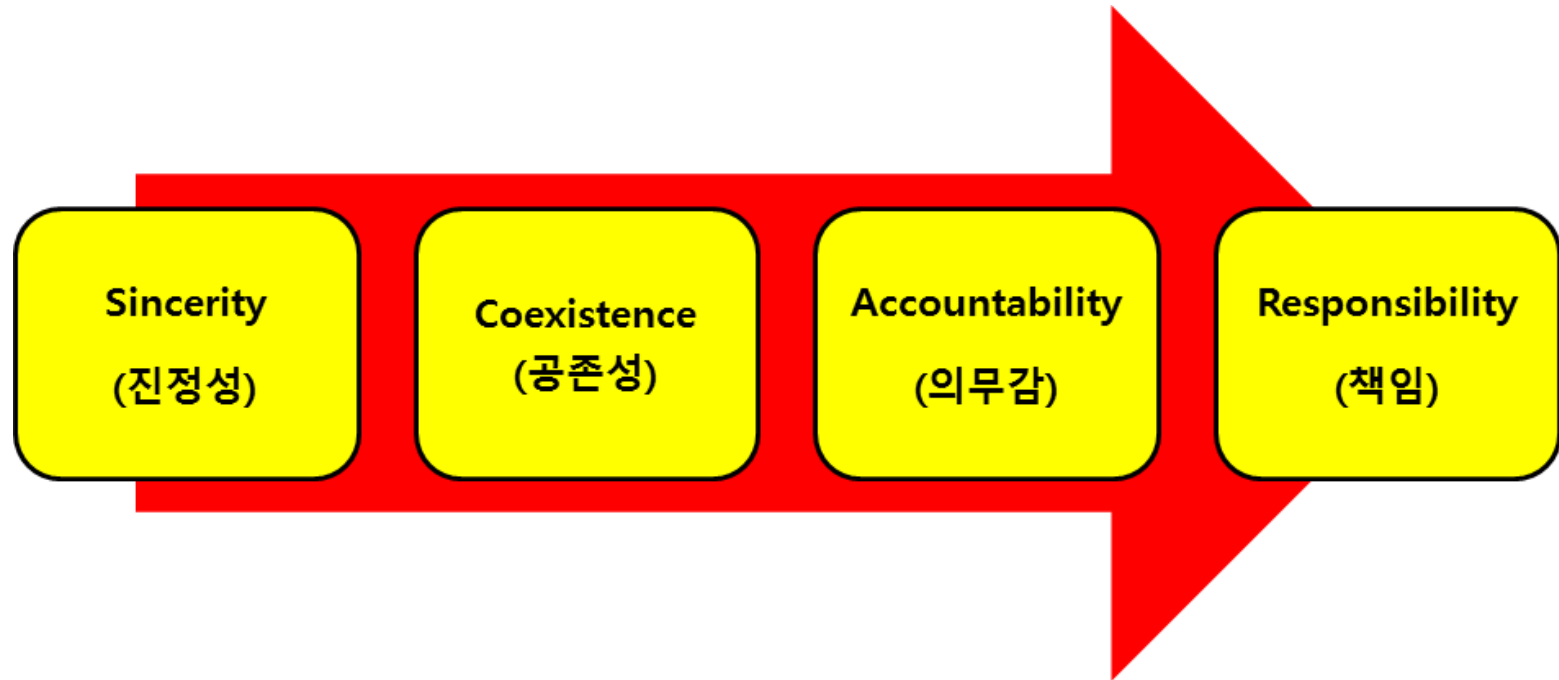 Sincerity
(진정성)
Coexistence
(공존성)
Accountability
(의무감)
Responsibility
(책임)